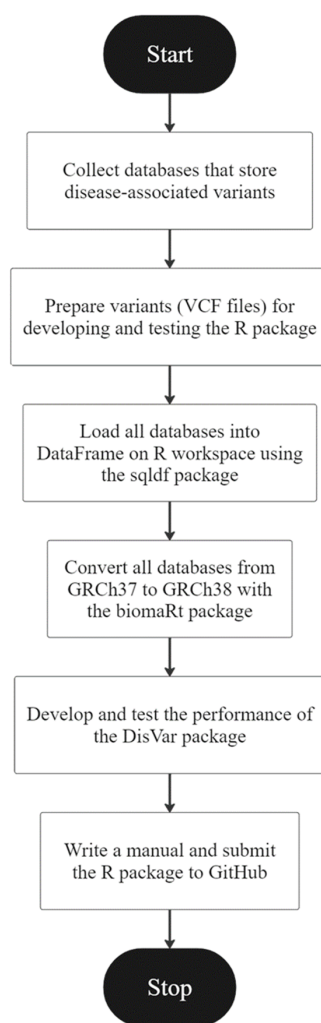 Start
Collect databases that store
disease-associated variants
Prepare variants (VCF files) for
developing and testing the R package
Load all databases into
DataFrame on R workspace using
the sqldf package
Convert all databases from
GRCh37 to GRCh38 with
the biomaRt package
Develop and test the performance of
the DisVar package
Write a manual and submit
the R package to GitHub
Stop